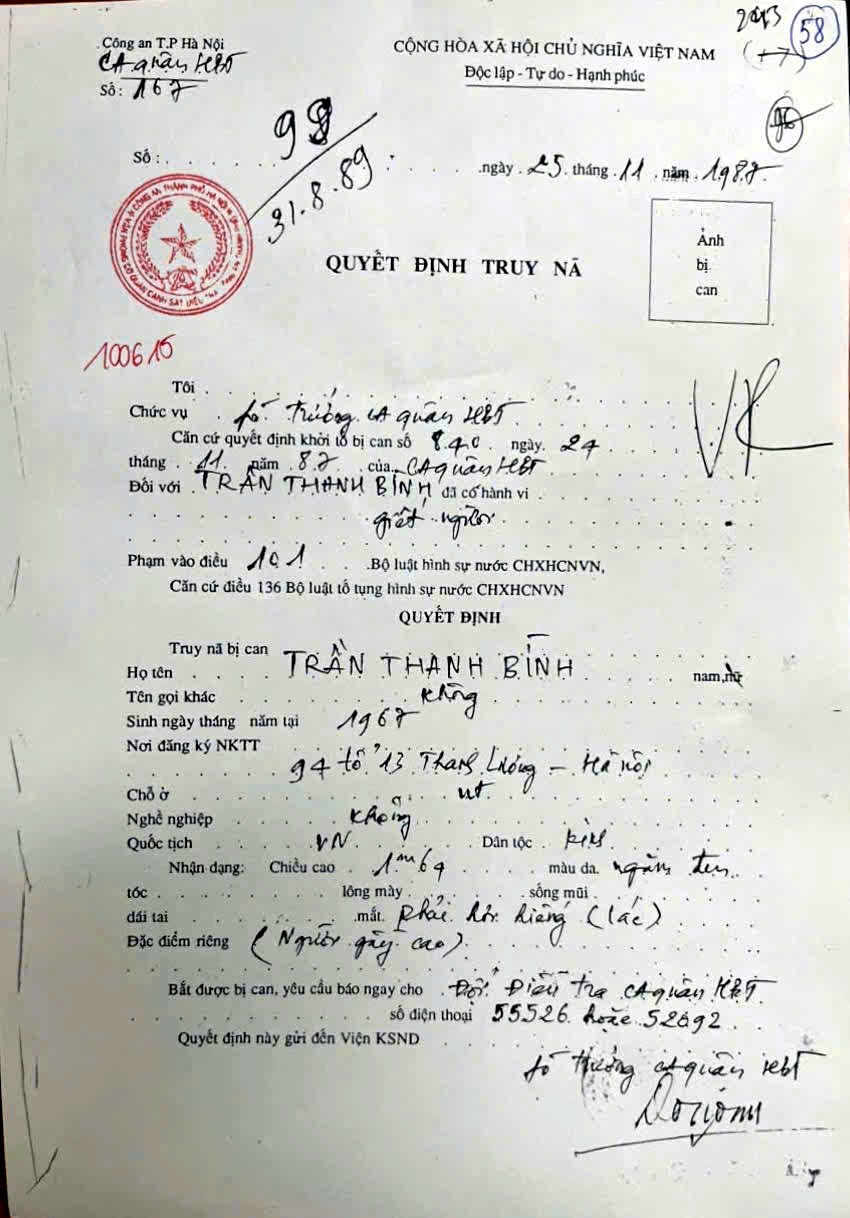 2013
(17)
58
Công an T.P Hà Nội
CA quận HBT
Số: 167
CỘNG HÒA XÃ HỘI CHỦ NGHĨA VIỆT NAM
Độc lập - Tự do - Hạnh phúc
Số: . . . . . 98
31.8.89
. . . . ngày 25 tháng 11 năm 1987
QUYẾT ĐỊNH TRUY NÃ
Ảnh
bị
can
100615
VK
Tôi
Chức vụ fó trưởng CA quận HBT
Căn cứ quyết định khởi tố bị can số 840 ngày 24
tháng 11 năm 87 của CA quận HBT
Đối với TRẦN THANH BÍNH đã có hành vi
giết người
Phạm vào điều 101 Bộ luật hình sự nước CHXHCNVN,
Căn cứ điều 136 Bộ luật tố tụng hình sự nước CHXHCNVN
QUYẾT ĐỊNH
Truy nã bị can
Họ tên TRẦN THANH BÍNH nam, nữ
Tên gọi khác không
Sinh ngày tháng năm tại 1967
Nơi đăng ký NKTT
94 tổ 13 Thanh Lương - Hà nội
Chỗ ở nt
Nghề nghiệp không
Quốc tịch VN Dân tộc kinh
Nhận dạng: Chiều cao 1m64 màu da ngăm đen
tóc lông mày sống mũi
dái tai mắt phải hơi hiếng (lác)
Đặc điểm riêng (Người gầy cao)
Bắt được bị can, yêu cầu báo ngay cho Đội Điều tra CA quận HBT
số điện thoại 55526 hoặc 52892
Quyết định này gửi đến Viện KSND
fó trưởng CA quận HBT